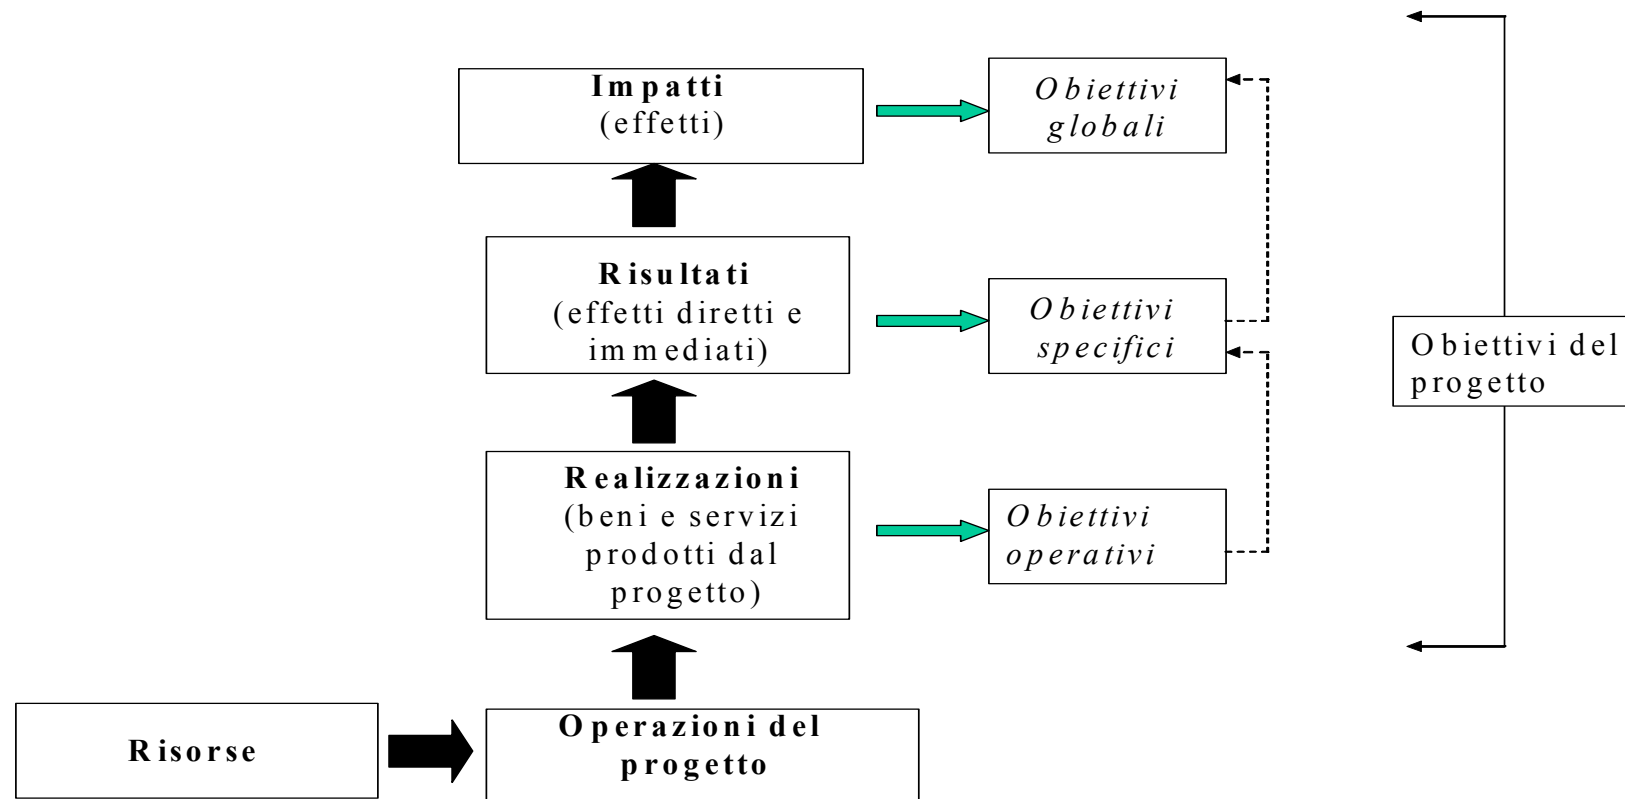 Impatti
(effetti)
Obiettivi
globali
Risultati
(effetti diretti e
immediati)
Obiettivi
specifici
Obiettivi del
progetto
Realizzazioni
(beni e servizi
prodotti dal
progetto)
Obiettivi
operativi
Risorse
Operazioni del
progetto